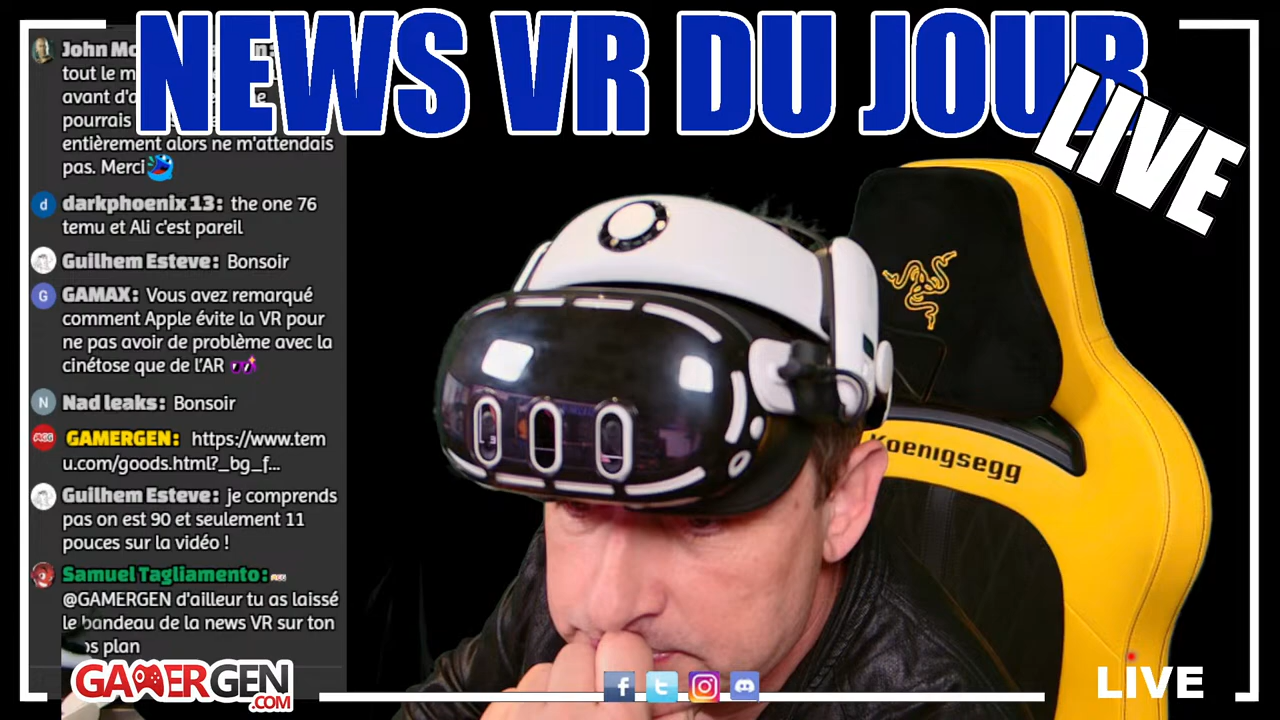 NEWS VR DU JOUR
LIVE
John Mc
tout le m
avant d'a
pourrais
entièrement alors ne m'attendais
pas. Merci
d darkphoenix 13: the one 76
temu et Ali c'est pareil
Guilhem Esteve: Bonsoir
G GAMAX: Vous avez remarqué
comment Apple évite la VR pour
ne pas avoir de problème avec la
cinétose que de l'AR
N Nad leaks: Bonsoir
GAMERGEN: https://www.tem
u.com/goods.html?_bg_f...
Guilhem Esteve: je comprends
pas on est 90 et seulement 11
pouces sur la vidéo !
Samuel Tagliamento:
@GAMERGEN d'ailleur tu as laissé
le bandeau de la news VR sur ton
plan
Koenigsegg
GAMERGEN
.COM
LIVE